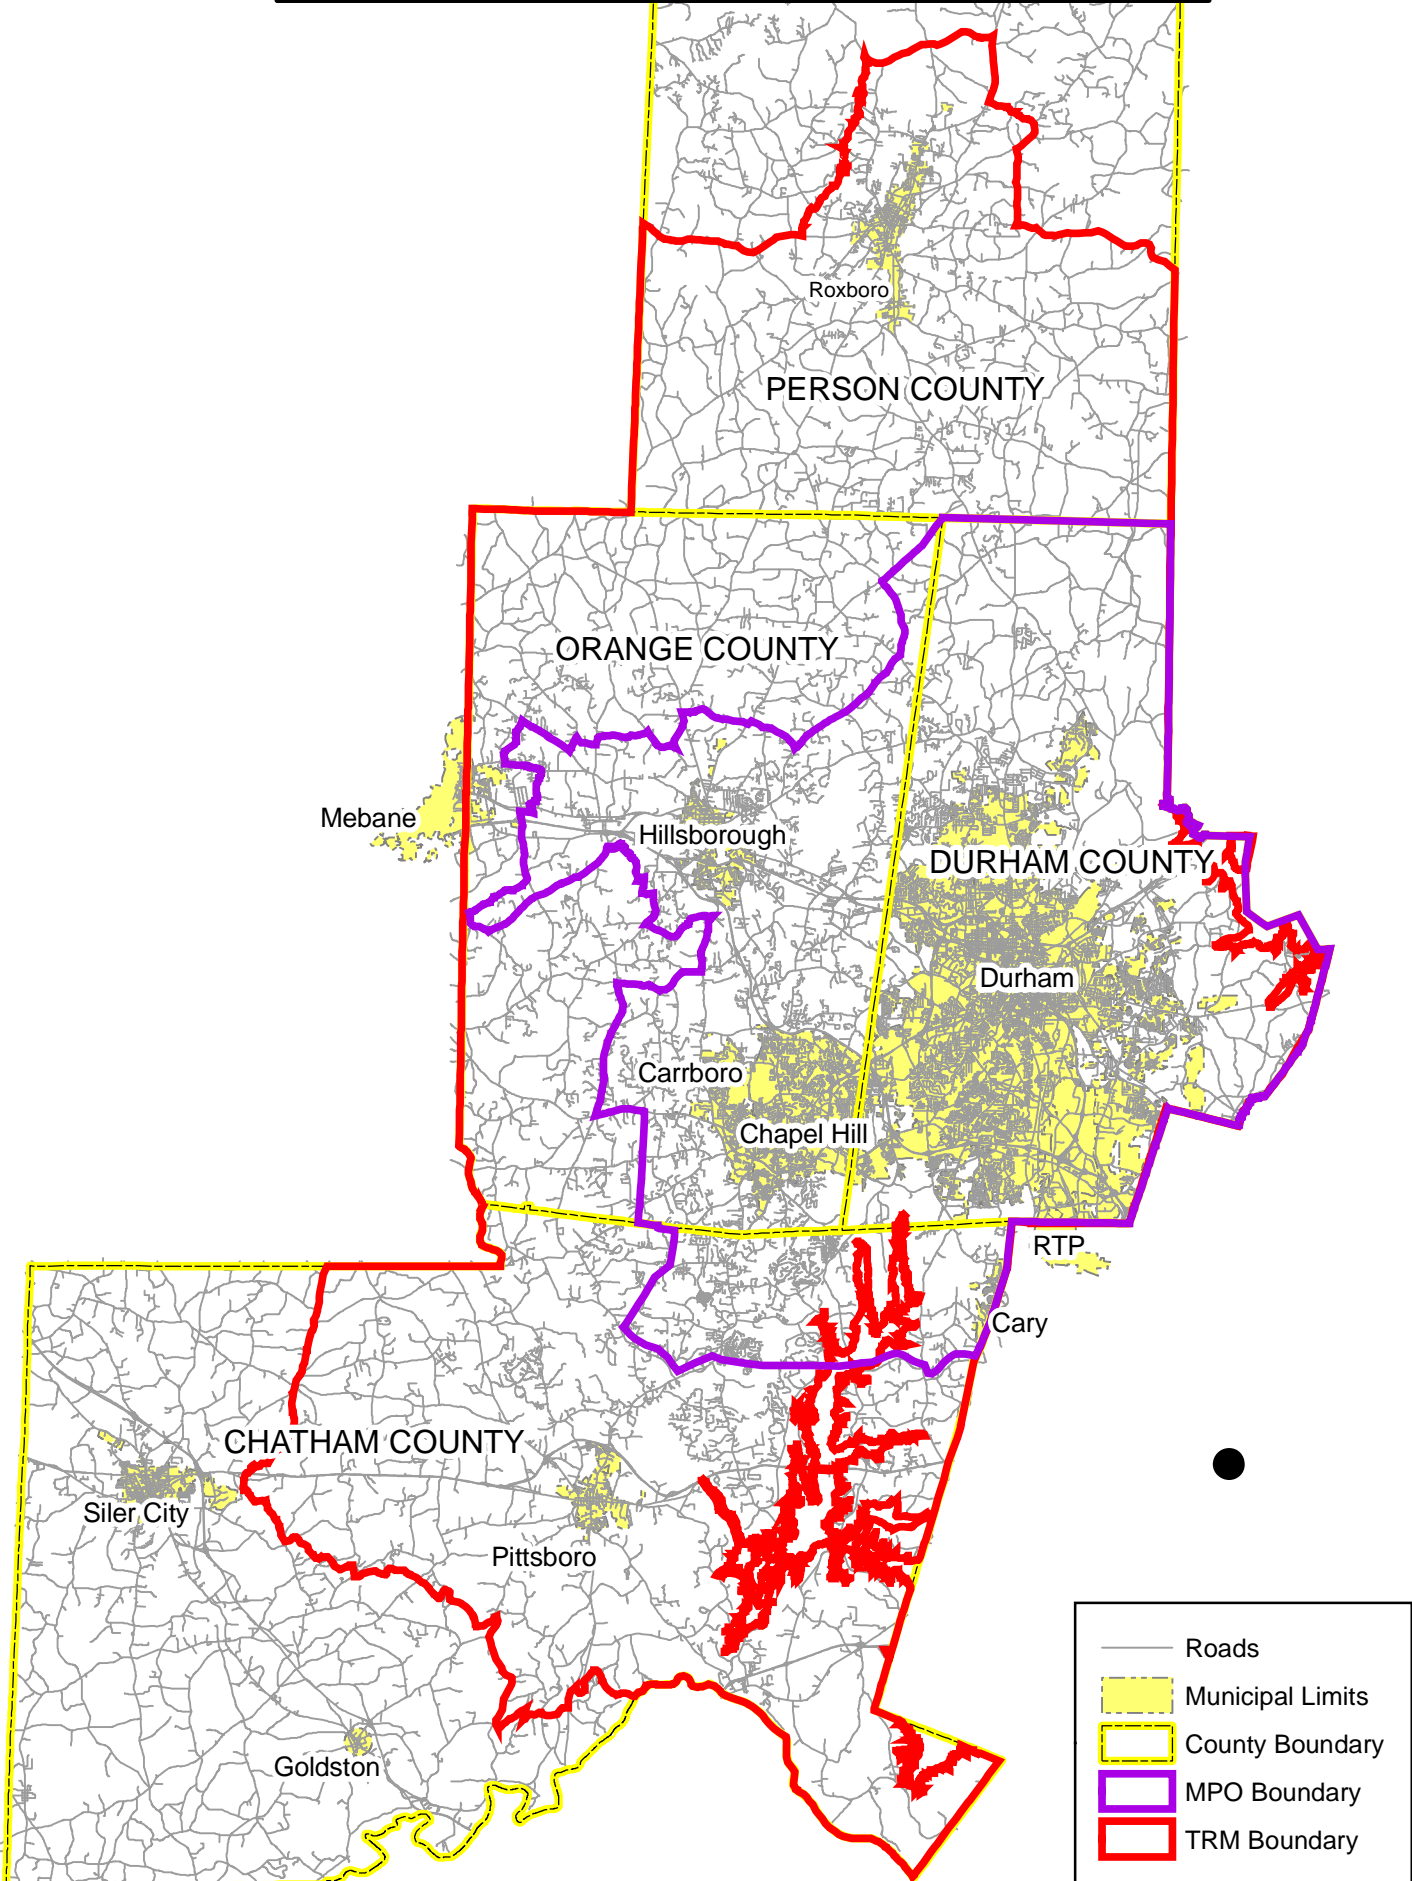 Roxboro
PERSON COUNTY
ORANGE COUNTY
Mebane
Hillsborough
DURHAM COUNTY
Durham
Carrboro
Chapel Hill
RTP
Cary
CHATHAM COUNTY
Siler City
Pittsboro
Goldston
Roads
Municipal Limits
County Boundary
MPO Boundary
TRM Boundary